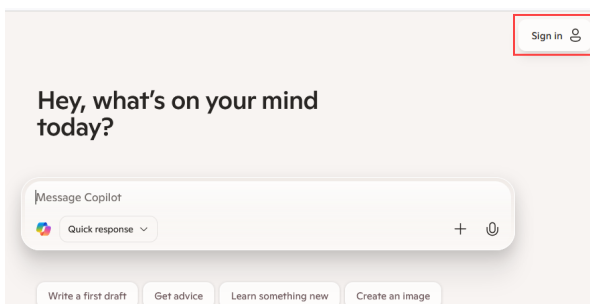 Sign in
Hey, what's on your mind
today?
Message Copilot
Quick response
Write a first draft
Get advice
Learn something new
Create an image